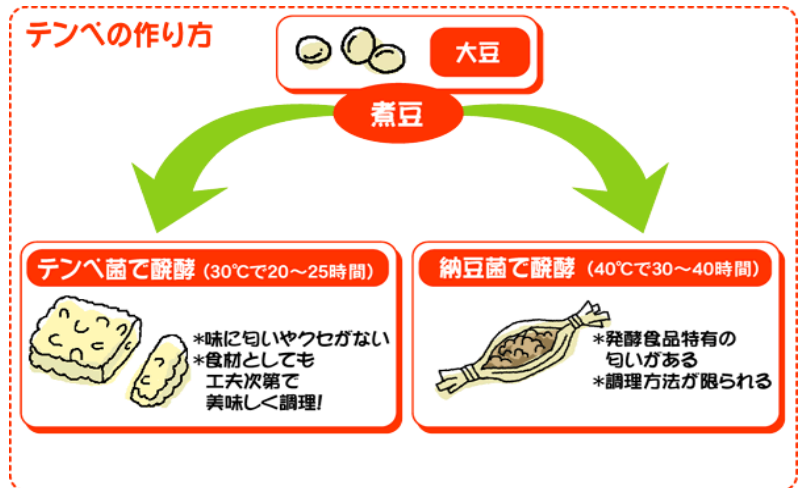 テンペの作り方
大豆
煮豆
テンペ菌で醗酵（30℃で20〜25時間）
*味に匂いやクセがない
*食材としても
工夫次第で
美味しく調理!
納豆菌で醗酵（40℃で30〜40時間）
*発酵食品特有の
匂いがある
*調理方法が限られる